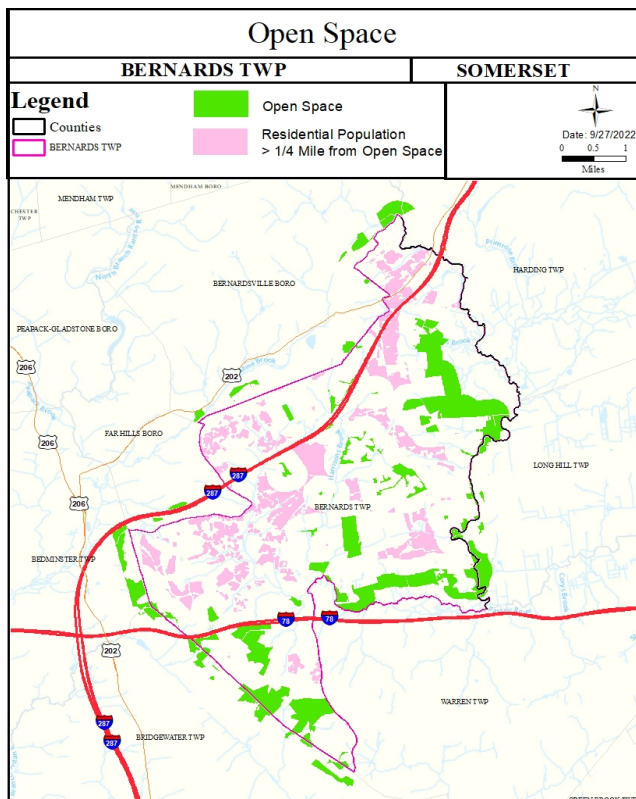 Open Space
BERNARDS TWP
SOMERSET
Legend
Counties
BERNARDS TWP
Open Space
Residential Population
> 1/4 Mile from Open Space
N
Date: 9/27/2022
0 0.5 1
Miles
MENDHAM BORO
MENDHAM TWP
CHESTER
TWP
HARDING TWP
BERNARDSVILLE BORO
PEAPACK-GLADSTONE BORO
Brook
206
202
FAR HILLS BORO
206
LONG HILL TWP
287
287
206
BERNARDS TWP
BEDMINSTER TWP
78
78
202
WARREN TWP
287
BRIDGEWATER TWP
287